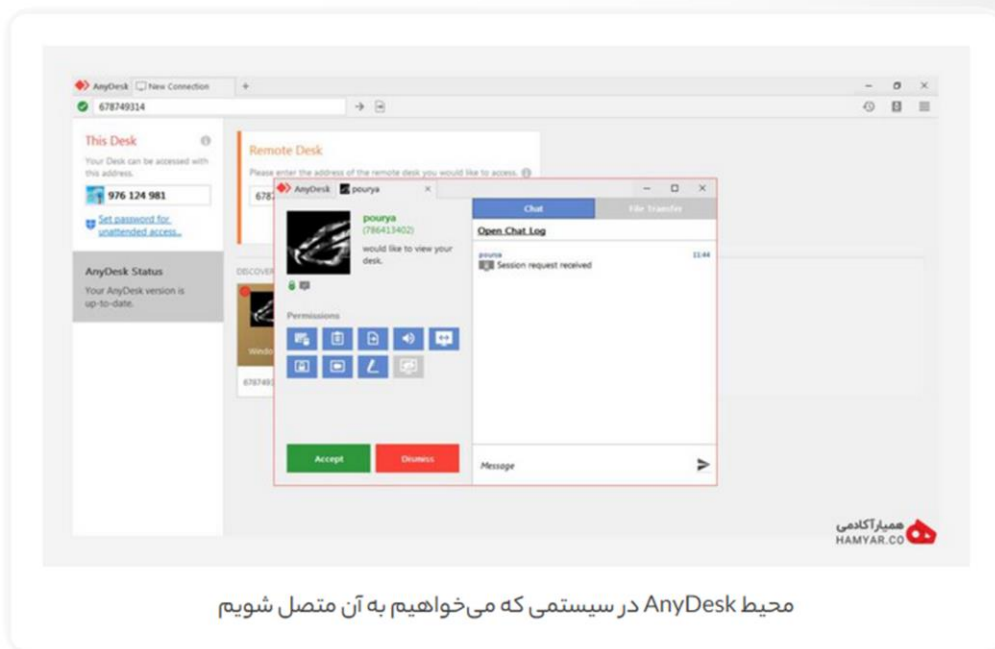 AnyDesk New Connection +
678749314
This Desk
Your Desk can be accessed with
this address.
976 124 981
Set password for
unattended access..
AnyDesk Status
Your AnyDesk version is
up-to-date.
Remote Desk
Please enter the address of the remote desk you would like to access.
AnyDesk pourya
pourya
(786413402)
would like to view your
desk.
Permissions
Accept Dismiss
Chat File Transfer
Open Chat Log
pourya 11:44
Session request received
Message
همیار آکادمی
HAMYAR.CO
محیط AnyDesk در سیستمی که می‌خواهیم به آن متصل شویم